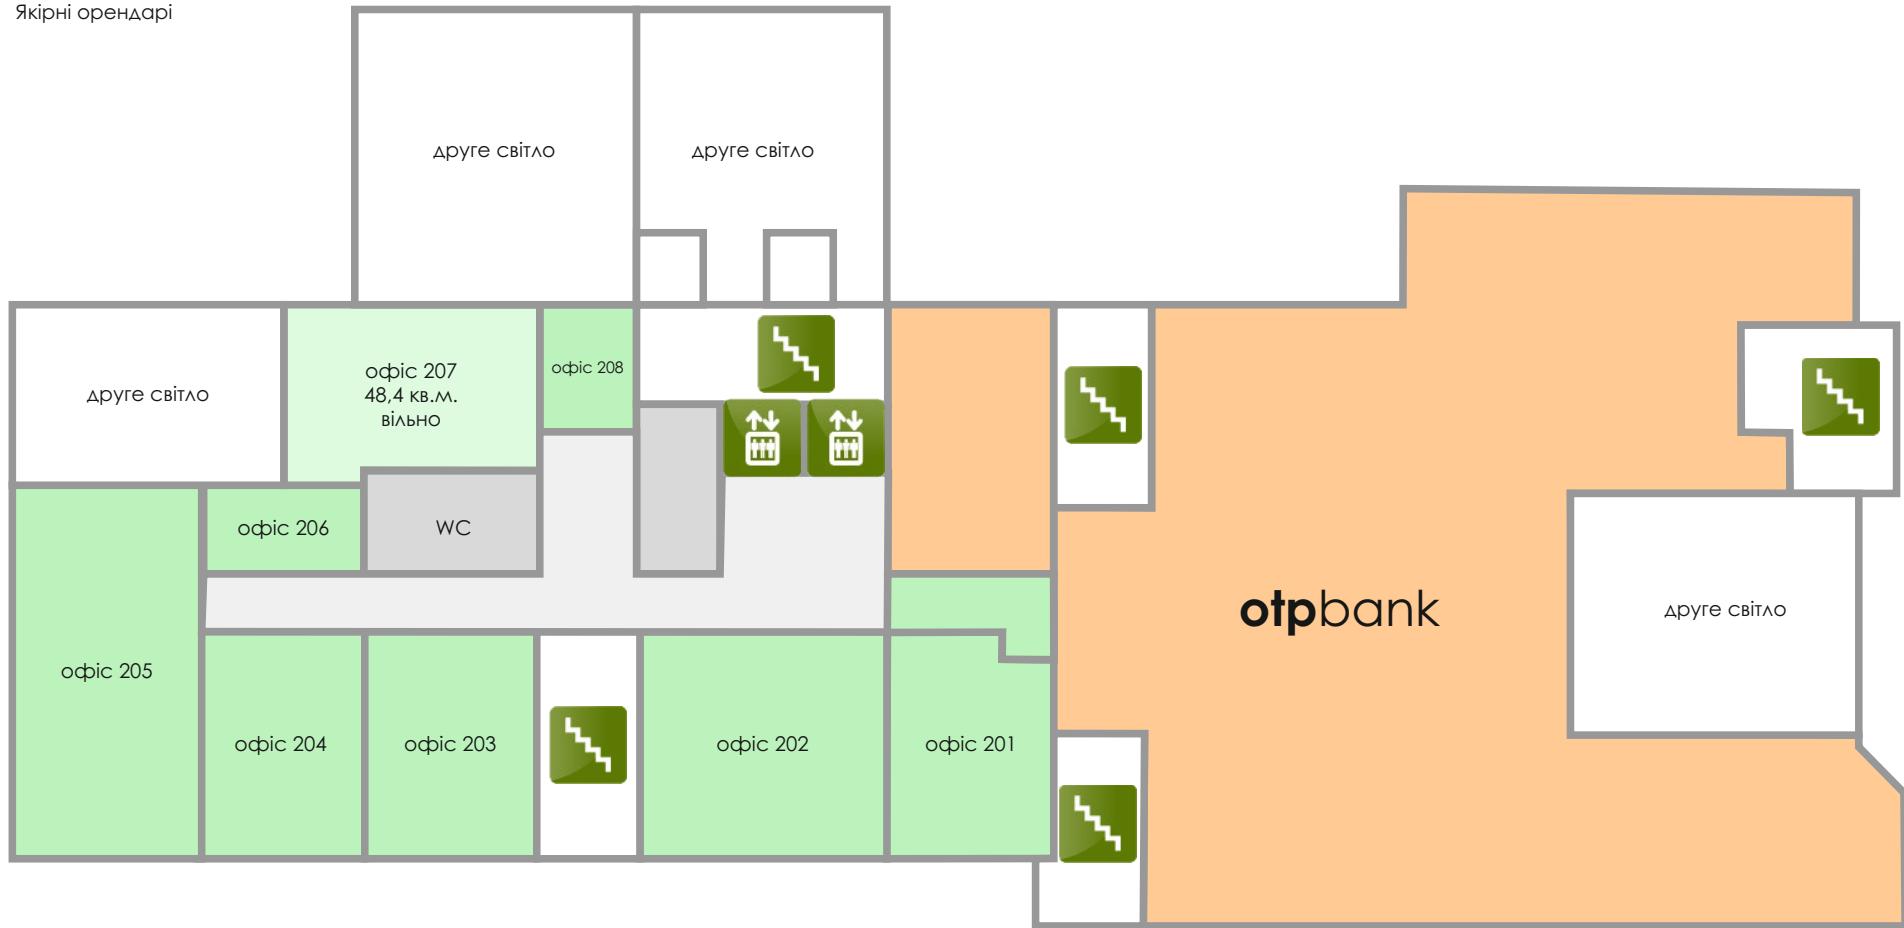 Якірні орендарі
друге світло
друге світло
друге світло
офіс 207
48,4 кв.м.
вільно
офіс 208
офіс 206
WC
otpbank
друге світло
офіс 205
офіс 204
офіс 203
офіс 202
офіс 201